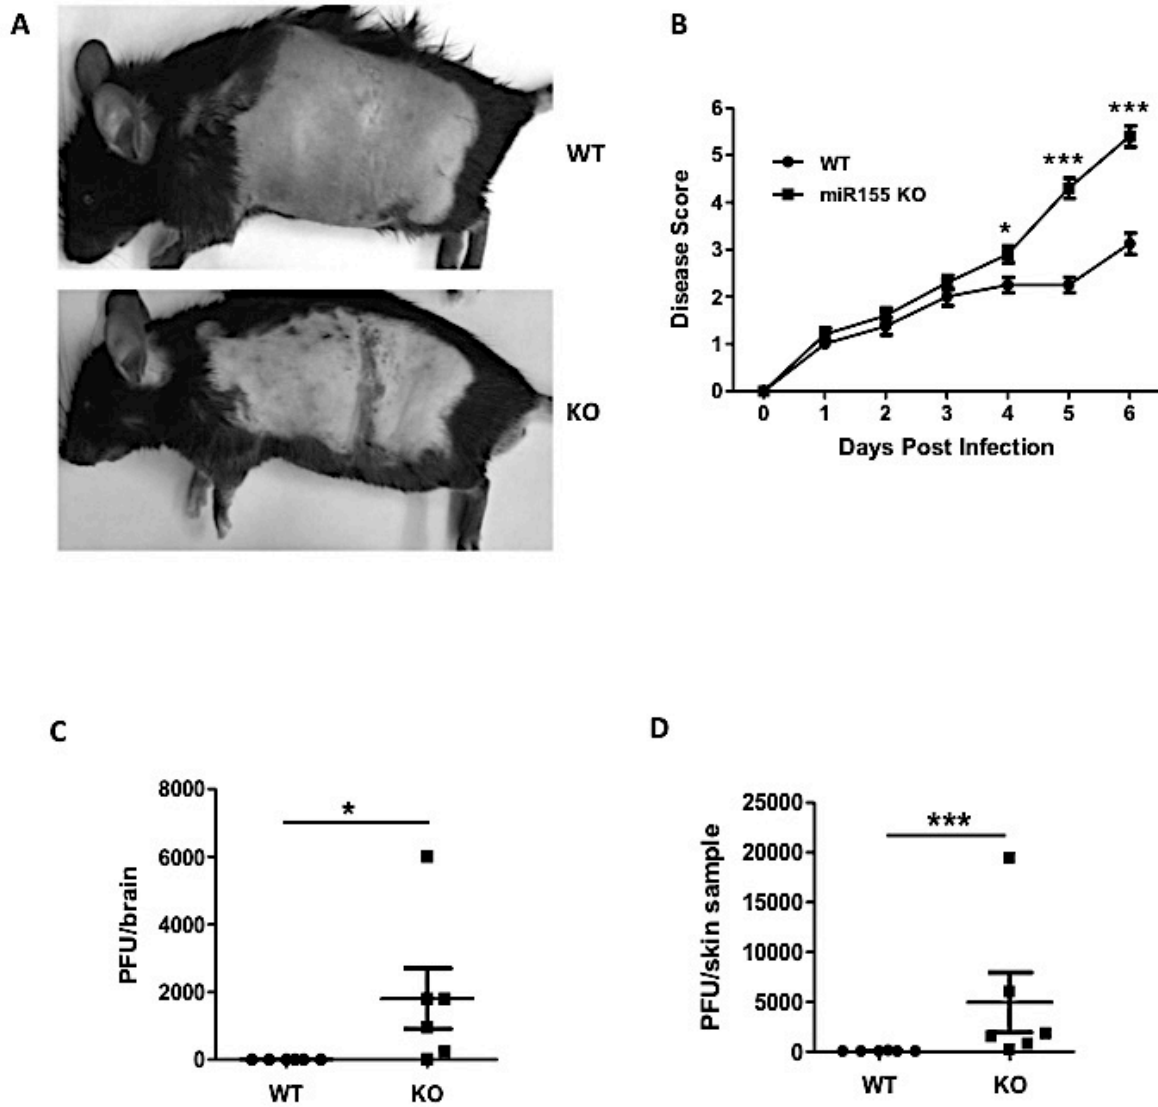 A
WT
KO
B
Disease Score
6
5
4
3
2
1
0
WT
miR155 KO
*
***
***
0 1 2 3 4 5 6
Days Post Infection
C
PFU/brain
8000
6000
4000
2000
0
*
WT KO
D
PFU/skin sample
25000
20000
15000
10000
5000
0
***
WT KO